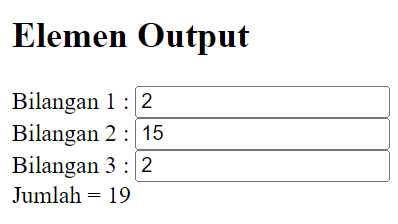 Elemen Output
Bilangan 1 : 2
Bilangan 2 : 15
Bilangan 3 : 2
Jumlah = 19